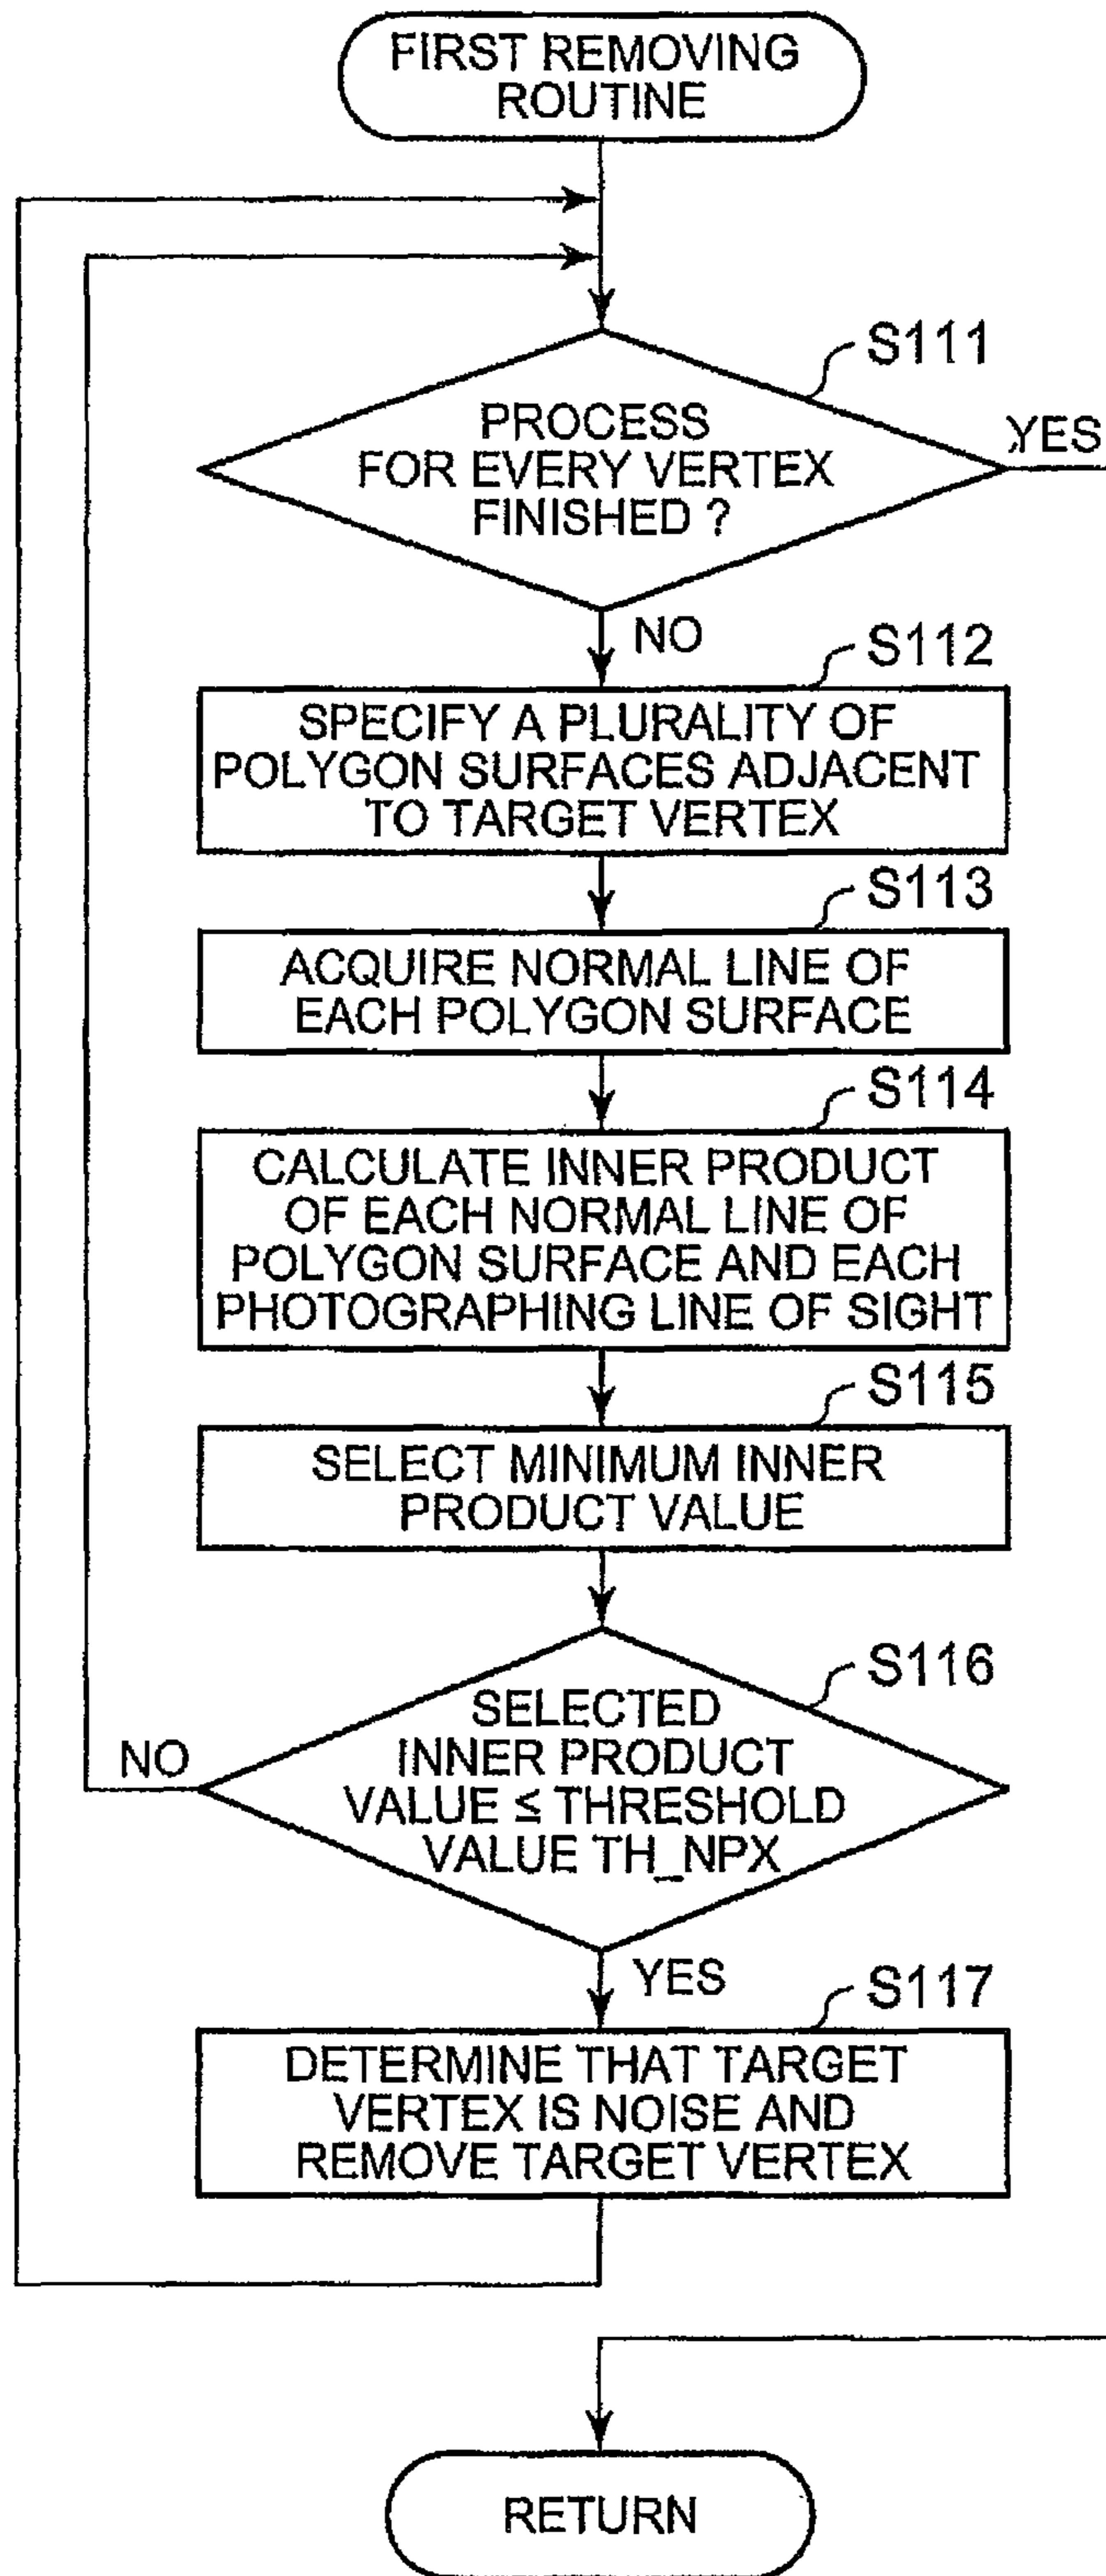 FIRST REMOVING
ROUTINE
S111
PROCESS
FOR EVERY VERTEX
FINISHED ?
YES
NO
S112
SPECIFY A PLURALITY OF
POLYGON SURFACES ADJACENT
TO TARGET VERTEX
S113
ACQUIRE NORMAL LINE OF
EACH POLYGON SURFACE
S114
CALCULATE INNER PRODUCT
OF EACH NORMAL LINE OF
POLYGON SURFACE AND EACH
PHOTOGRAPHING LINE OF SIGHT
S115
SELECT MINIMUM INNER
PRODUCT VALUE
S116
SELECTED
INNER PRODUCT
VALUE ≤ THRESHOLD
VALUE TH_NPX
NO
YES
S117
DETERMINE THAT TARGET
VERTEX IS NOISE AND
REMOVE TARGET VERTEX
RETURN